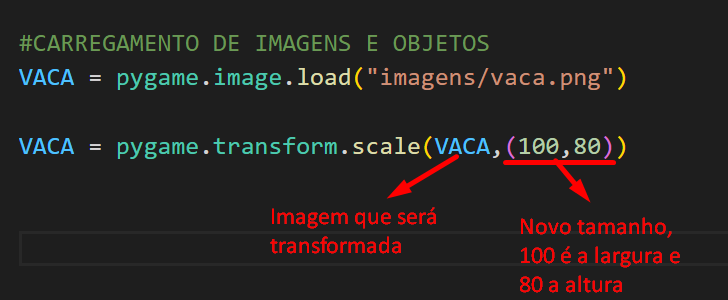 #CARREGAMENTO DE IMAGENS E OBJETOS
VACA = pygame.image.load("imagens/vaca.png")
VACA = pygame.transform.scale(VACA,(100,80))
Imagem que será
transformada
Novo tamanho,
100 é a largura e
80 a altura